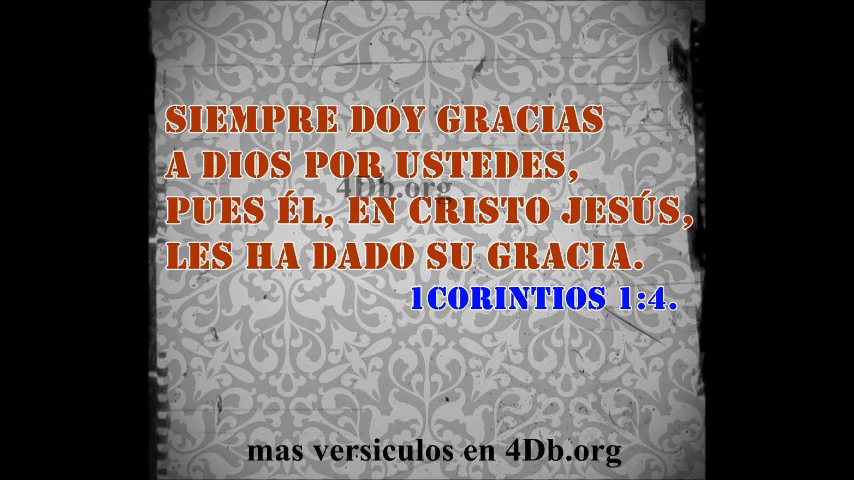 SIEMPRE DOY GRACIAS
A DIOS POR USTEDES,
4Db.org
PUES ÉL, EN CRISTO JESÚS,
LES HA DADO SU GRACIA.
1CORINTIOS 1:4.
mas versiculos en 4Db.org